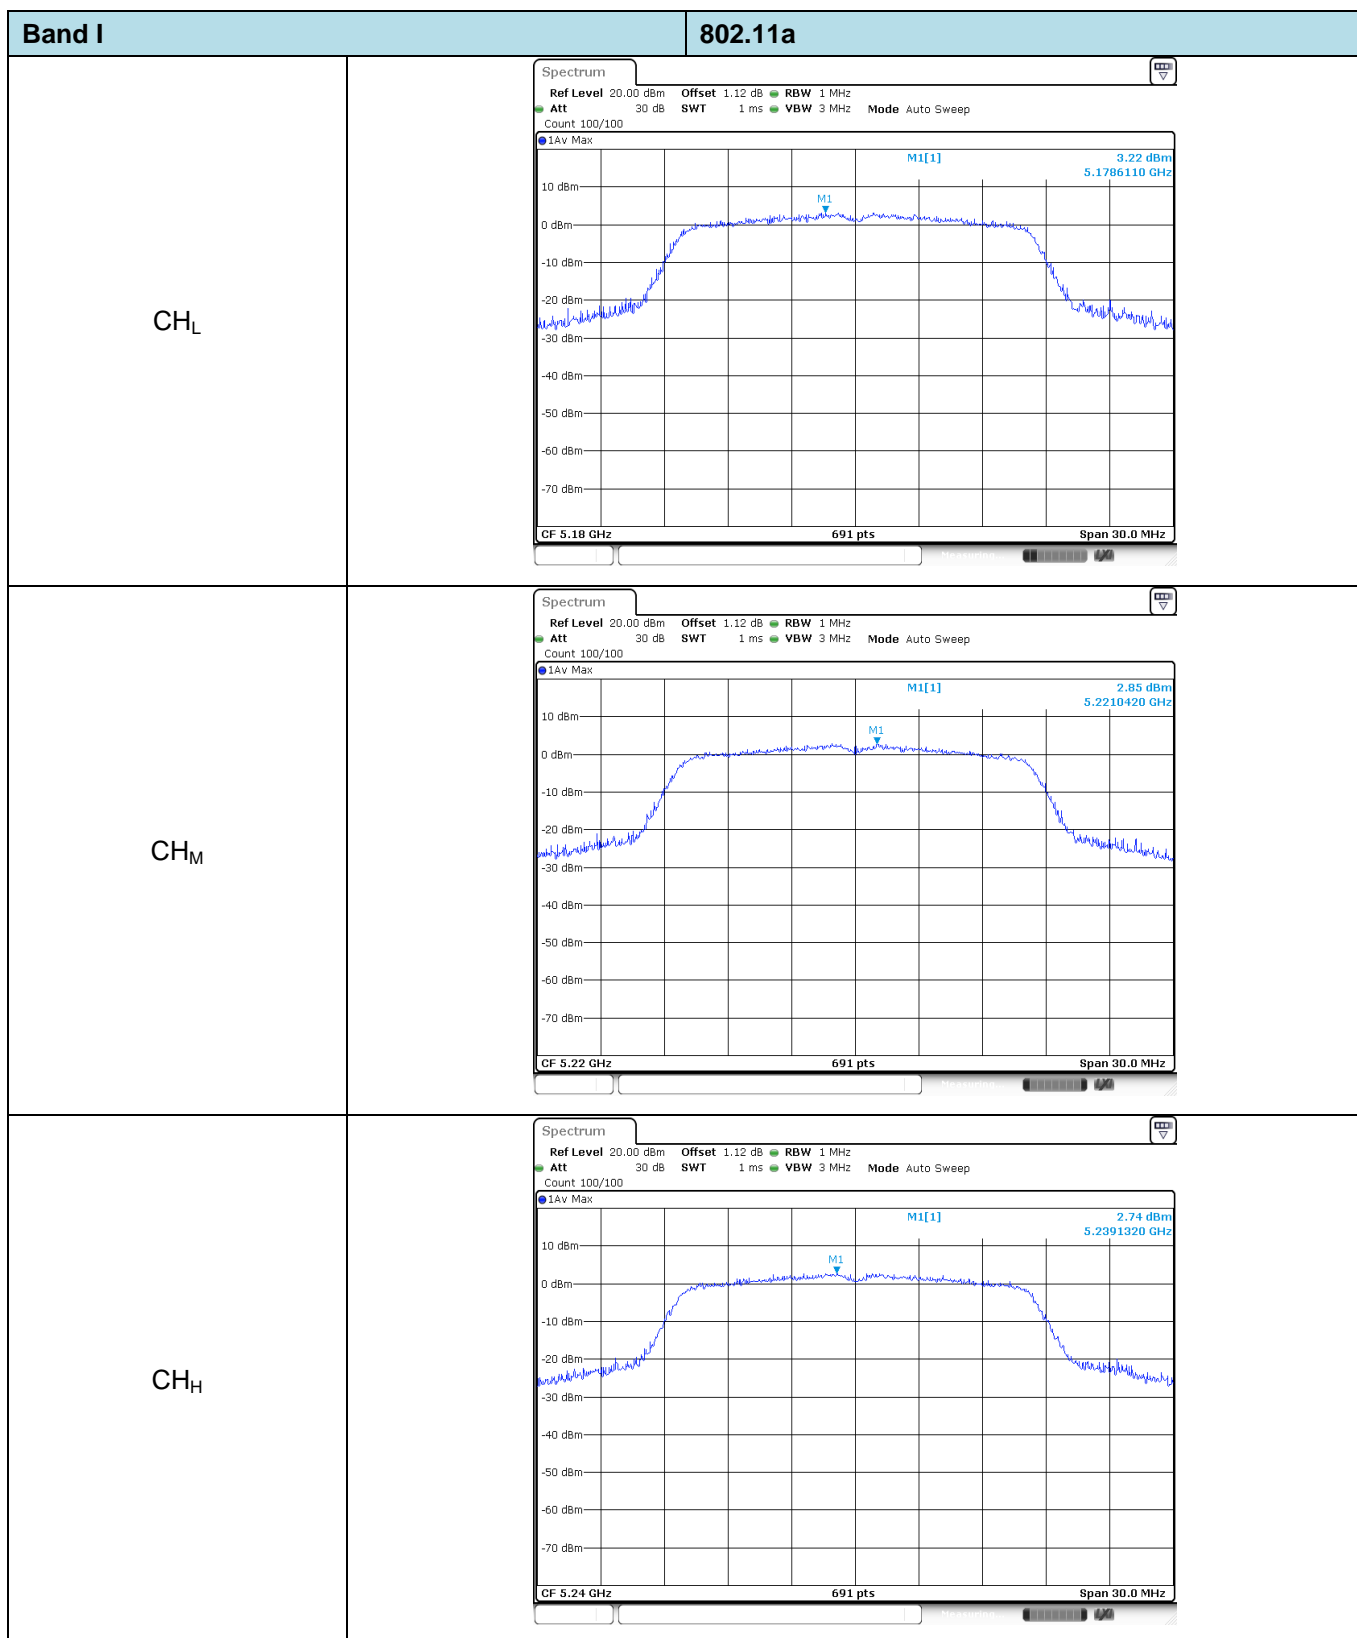 Band I 802.11a
CHL
Spectrum
Ref Level 20.00 dBm Offset 1.12 dB RBW 1 MHz
Att 30 dB SWT 1 ms VBW 3 MHz Mode Auto Sweep
Count 100/100
1Av Max
M1[1] 3.22 dBm
5.1786110 GHz
10 dBm
M1
0 dBm
-10 dBm
-20 dBm
-30 dBm
-40 dBm
-50 dBm
-60 dBm
-70 dBm
CF 5.18 GHz 691 pts Span 30.0 MHz
Measuring...
CHM
Spectrum
Ref Level 20.00 dBm Offset 1.12 dB RBW 1 MHz
Att 30 dB SWT 1 ms VBW 3 MHz Mode Auto Sweep
Count 100/100
1Av Max
M1[1] 2.85 dBm
5.2210420 GHz
10 dBm
M1
0 dBm
-10 dBm
-20 dBm
-30 dBm
-40 dBm
-50 dBm
-60 dBm
-70 dBm
CF 5.22 GHz 691 pts Span 30.0 MHz
Measuring...
CHH
Spectrum
Ref Level 20.00 dBm Offset 1.12 dB RBW 1 MHz
Att 30 dB SWT 1 ms VBW 3 MHz Mode Auto Sweep
Count 100/100
1Av Max
M1[1] 2.74 dBm
5.2391320 GHz
10 dBm
M1
0 dBm
-10 dBm
-20 dBm
-30 dBm
-40 dBm
-50 dBm
-60 dBm
-70 dBm
CF 5.24 GHz 691 pts Span 30.0 MHz
Measuring...